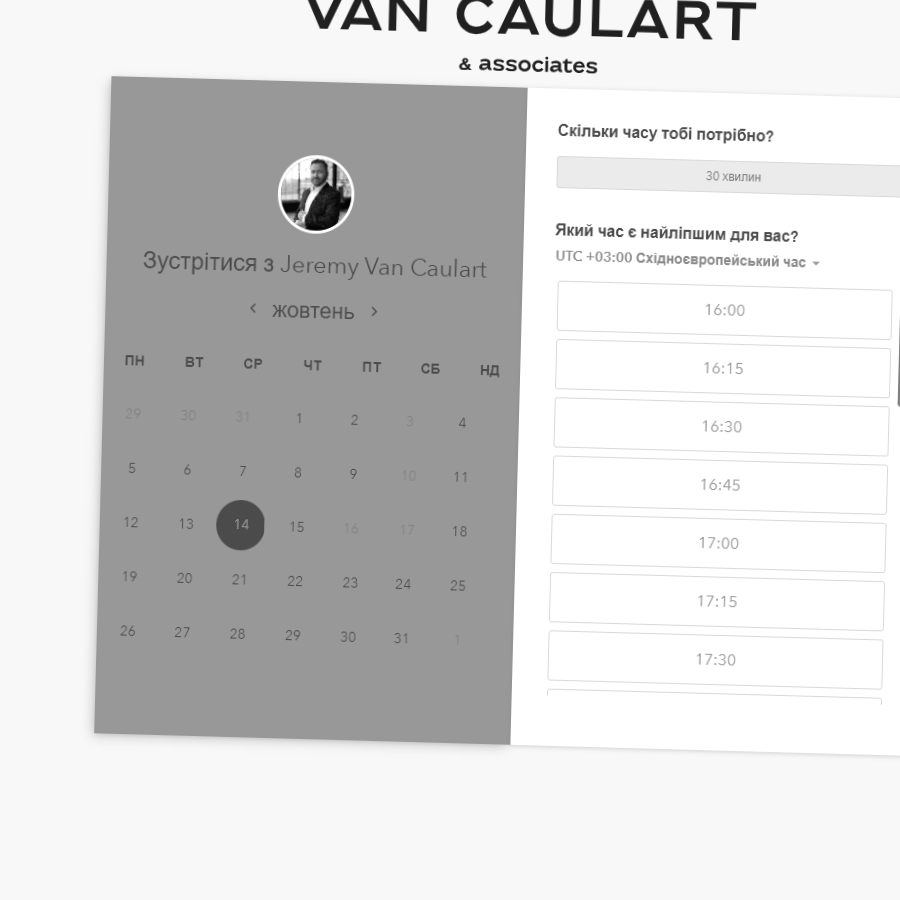 VAN CAULART
& associates
Зустрітися з Jeremy Van Caulart
жовтень
ПН ВТ СР ЧТ ПТ СБ НД
29 30 31 1 2 3 4
5 6 7 8 9 10 11
12 13 14 15 16 17 18
19 20 21 22 23 24 25
26 27 28 29 30 31 1
Скільки часу тобі потрібно?
30 хвилин
Який час є найліпшим для вас?
UTC +03:00 Східноєвропейський час
16:00
16:15
16:30
16:45
17:00
17:15
17:30